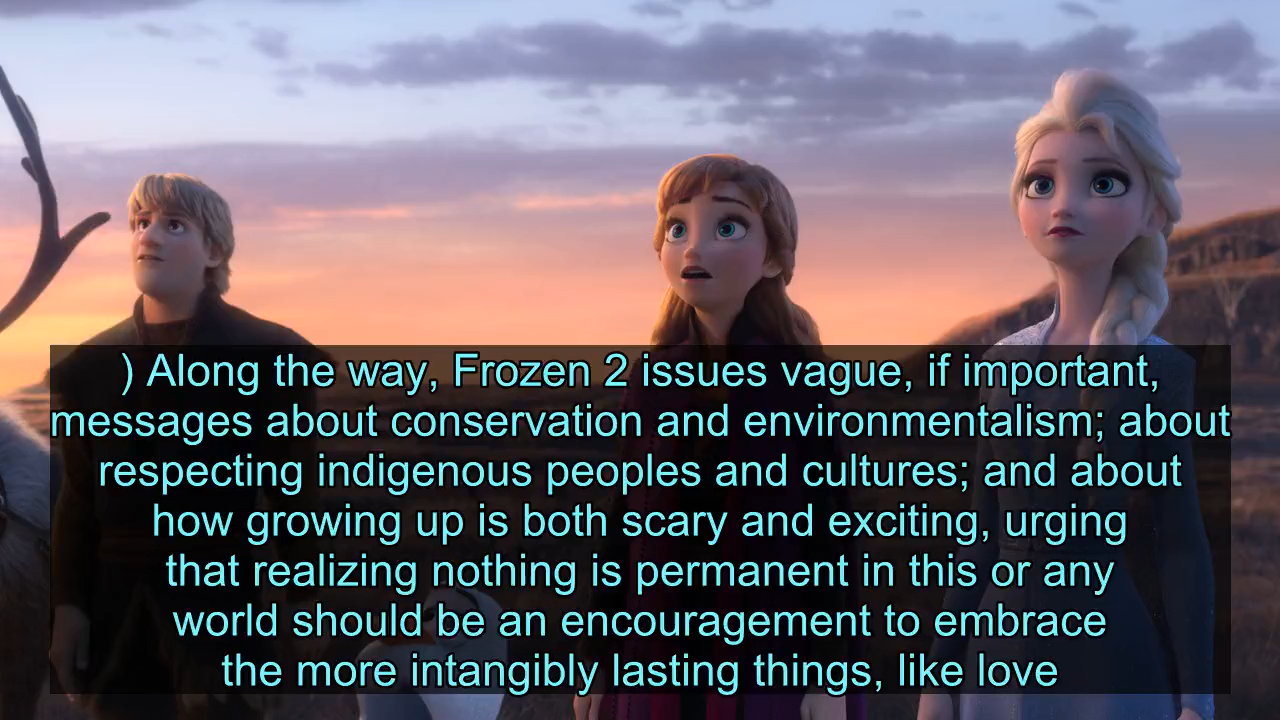 ) Along the way, Frozen 2 issues vague, if important,
messages about conservation and environmentalism; about
respecting indigenous peoples and cultures; and about
how growing up is both scary and exciting, urging
that realizing nothing is permanent in this or any
world should be an encouragement to embrace
the more intangibly lasting things, like love